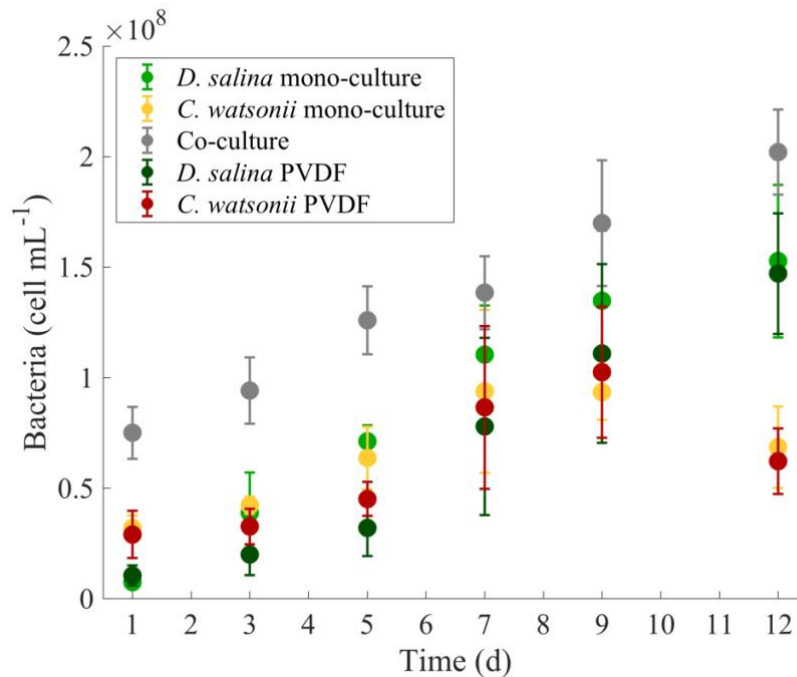 ×10⁸
2.5
2
1.5
1
0.5
0
Bacteria (cell mL⁻¹)
D. salina mono-culture
C. watsonii mono-culture
Co-culture
D. salina PVDF
C. watsonii PVDF
1 2 3 4 5 6 7 8 9 10 11 12
Time (d)